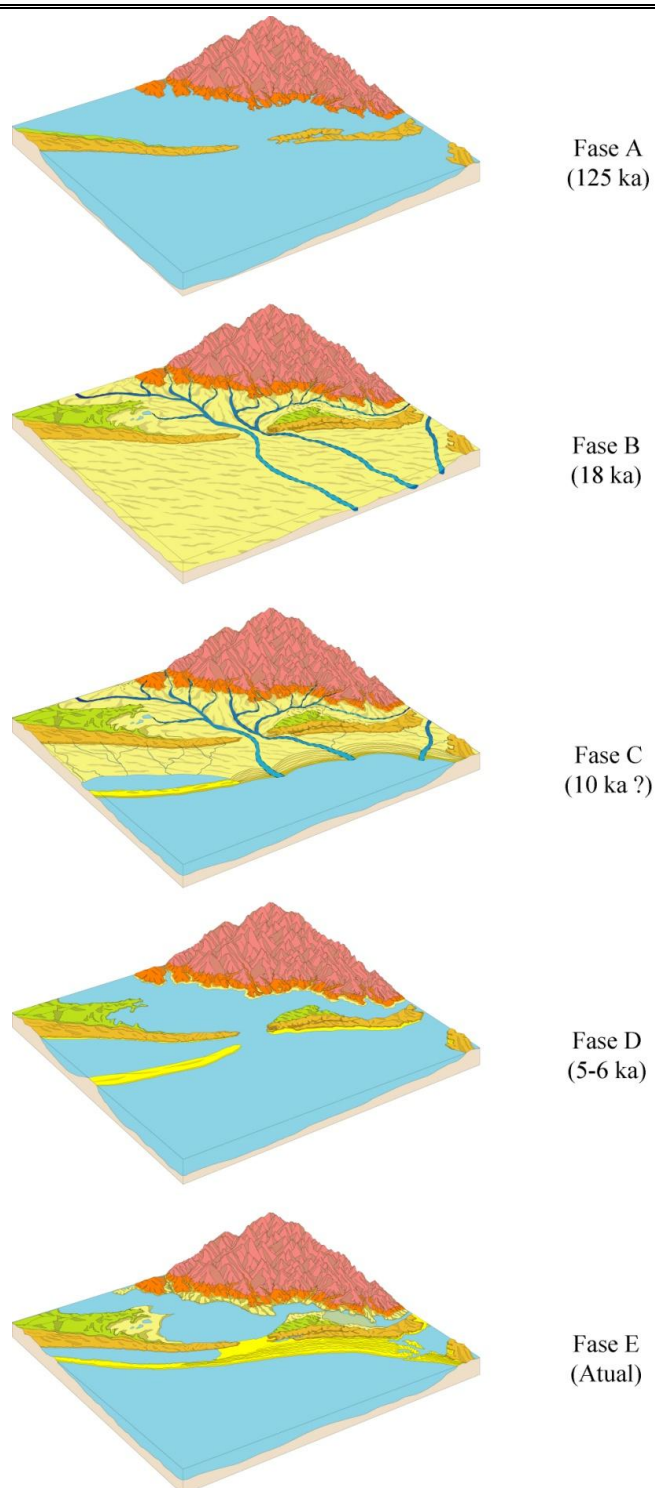 Fase A
(125 ka)
Fase B
(18 ka)
Fase C
(10 ka ?)
Fase D
(5-6 ka)
Fase E
(Atual)